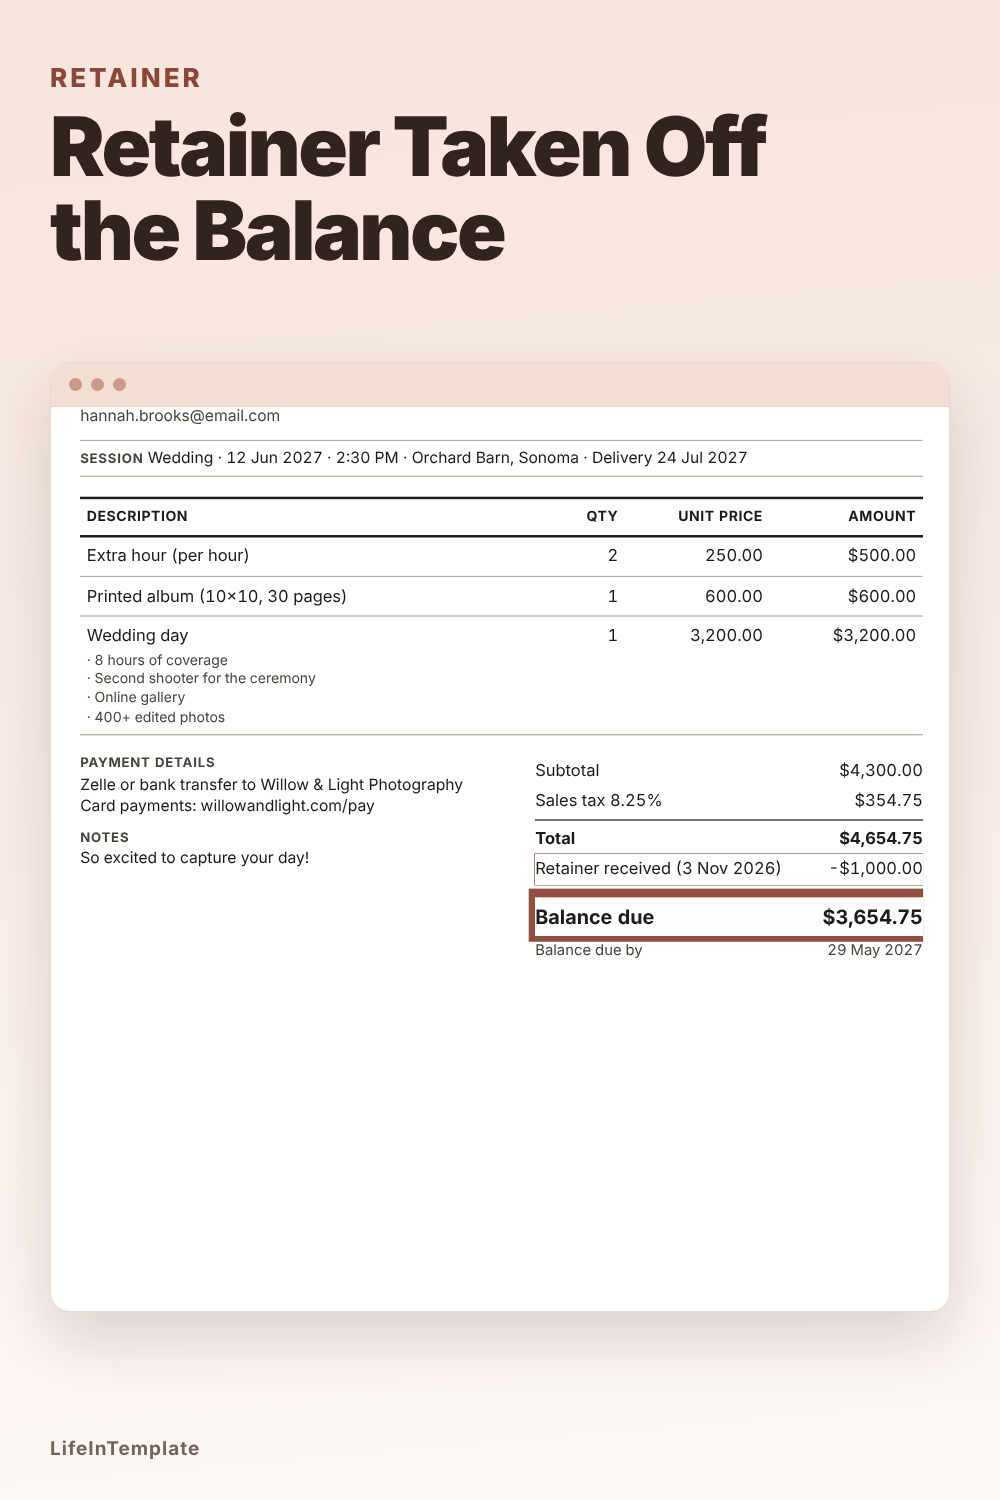 RETAINER
Retainer Taken Off
the Balance
hannah.brooks@email.com
SESSION Wedding · 12 Jun 2027 · 2:30 PM · Orchard Barn, Sonoma · Delivery 24 Jul 2027
DESCRIPTION QTY UNIT PRICE AMOUNT
Extra hour (per hour) 2 250.00 $500.00
Printed album (10×10, 30 pages) 1 600.00 $600.00
Wedding day 1 3,200.00 $3,200.00
· 8 hours of coverage
· Second shooter for the ceremony
· Online gallery
· 400+ edited photos
PAYMENT DETAILS
Zelle or bank transfer to Willow & Light Photography
Card payments: willowandlight.com/pay
NOTES
So excited to capture your day!
Subtotal $4,300.00
Sales tax 8.25% $354.75
Total $4,654.75
Retainer received (3 Nov 2026) -$1,000.00
Balance due $3,654.75
Balance due by 29 May 2027
LifeInTemplate